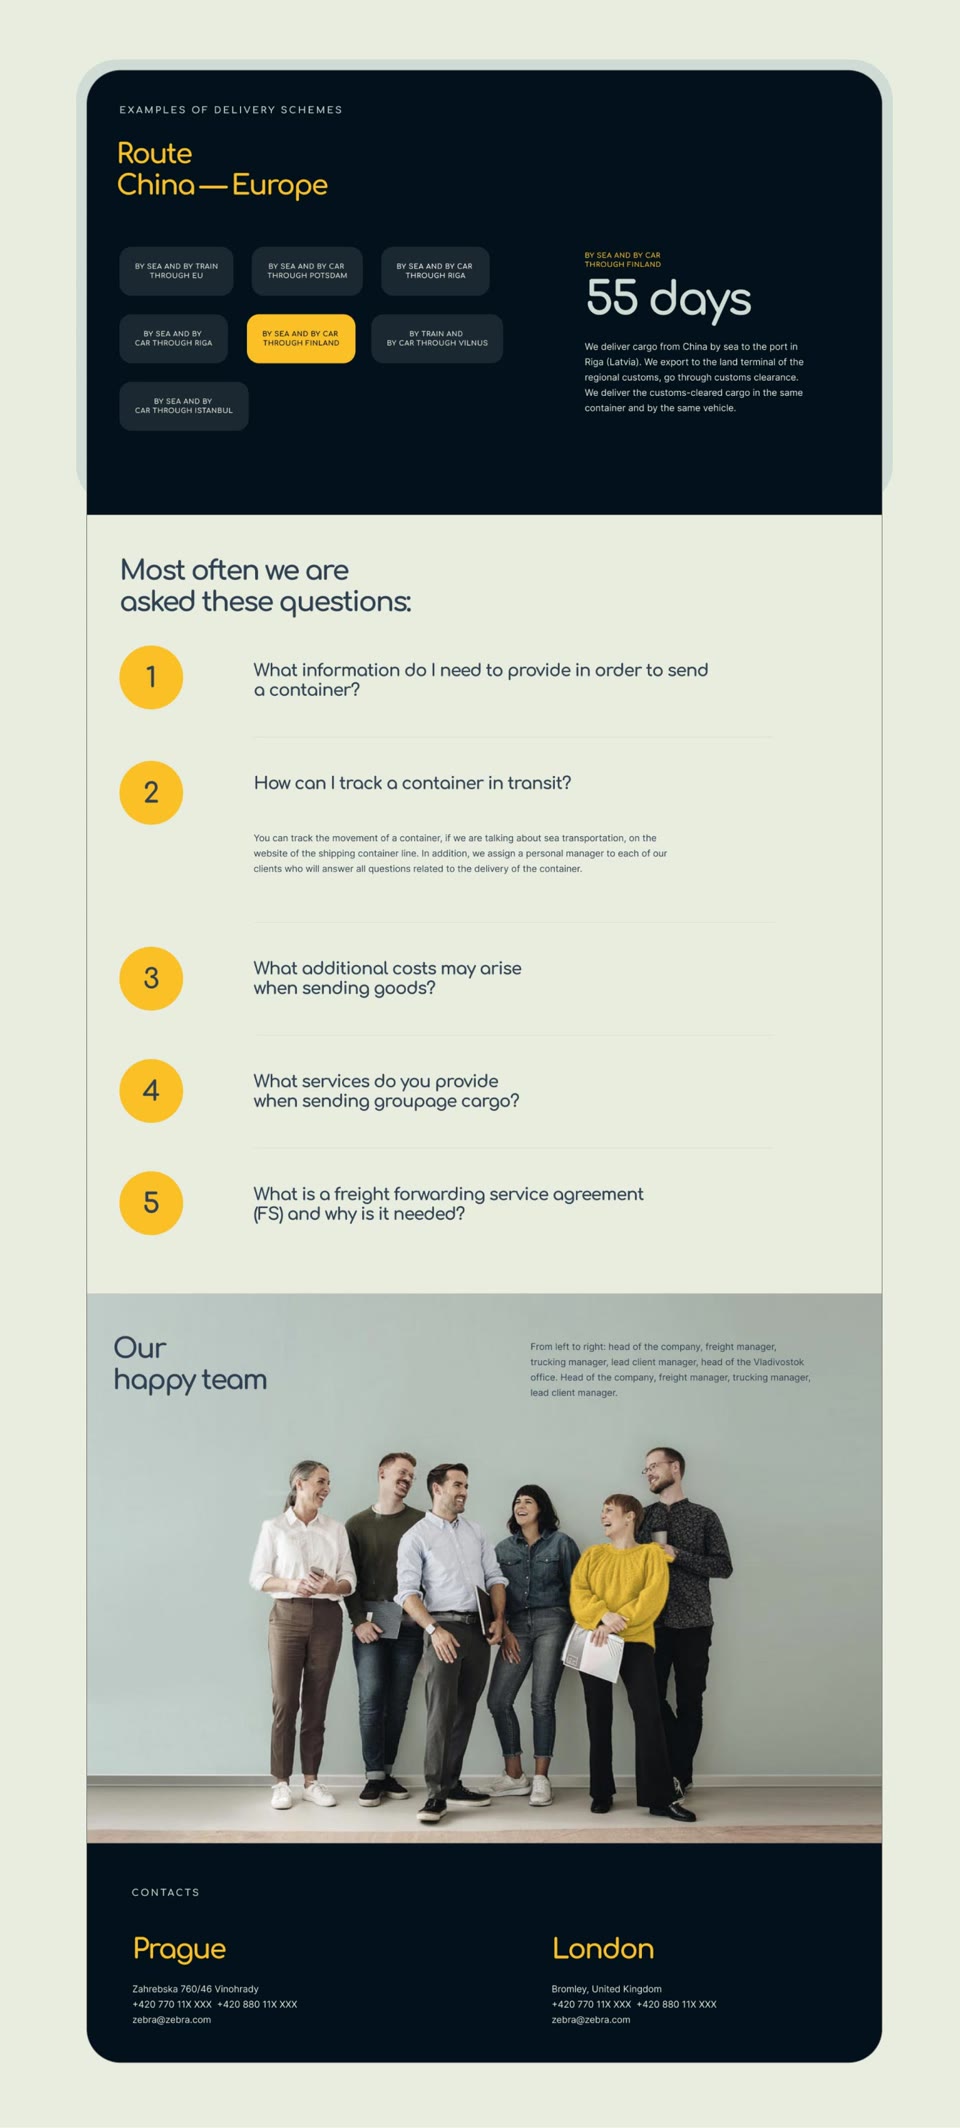 EXAMPLES OF DELIVERY SCHEMES
Route
China — Europe
BY SEA AND BY TRAIN
THROUGH EU
BY SEA AND BY CAR
THROUGH POTSDAM
BY SEA AND BY CAR
THROUGH RIGA
BY SEA AND BY
CAR THROUGH RIGA
BY SEA AND BY CAR
THROUGH FINLAND
BY TRAIN AND
BY CAR THROUGH VILNUS
BY SEA AND BY
CAR THROUGH ISTANBUL
BY SEA AND BY CAR
THROUGH FINLAND
55 days
We deliver cargo from China by sea to the port in
Riga (Latvia). We export to the land terminal of the
regional customs, go through customs clearance.
We deliver the customs-cleared cargo in the same
container and by the same vehicle.
Most often we are
asked these questions:
1
What information do I need to provide in order to send
a container?
2
How can I track a container in transit?
You can track the movement of a container, if we are talking about sea transportation, on the
website of the shipping container line. In addition, we assign a personal manager to each of our
clients who will answer all questions related to the delivery of the container.
3
What additional costs may arise
when sending goods?
4
What services do you provide
when sending groupage cargo?
5
What is a freight forwarding service agreement
(FS) and why is it needed?
Our
happy team
From left to right: head of the company, freight manager,
trucking manager, lead client manager, head of the Vladivostok
office. Head of the company, freight manager, trucking manager,
lead client manager.
CONTACTS
Prague
Zahrebska 760/46 Vinohrady
+420 770 11X XXX +420 880 11X XXX
zebra@zebra.com
London
Bromley, United Kingdom
+420 770 11X XXX +420 880 11X XXX
zebra@zebra.com